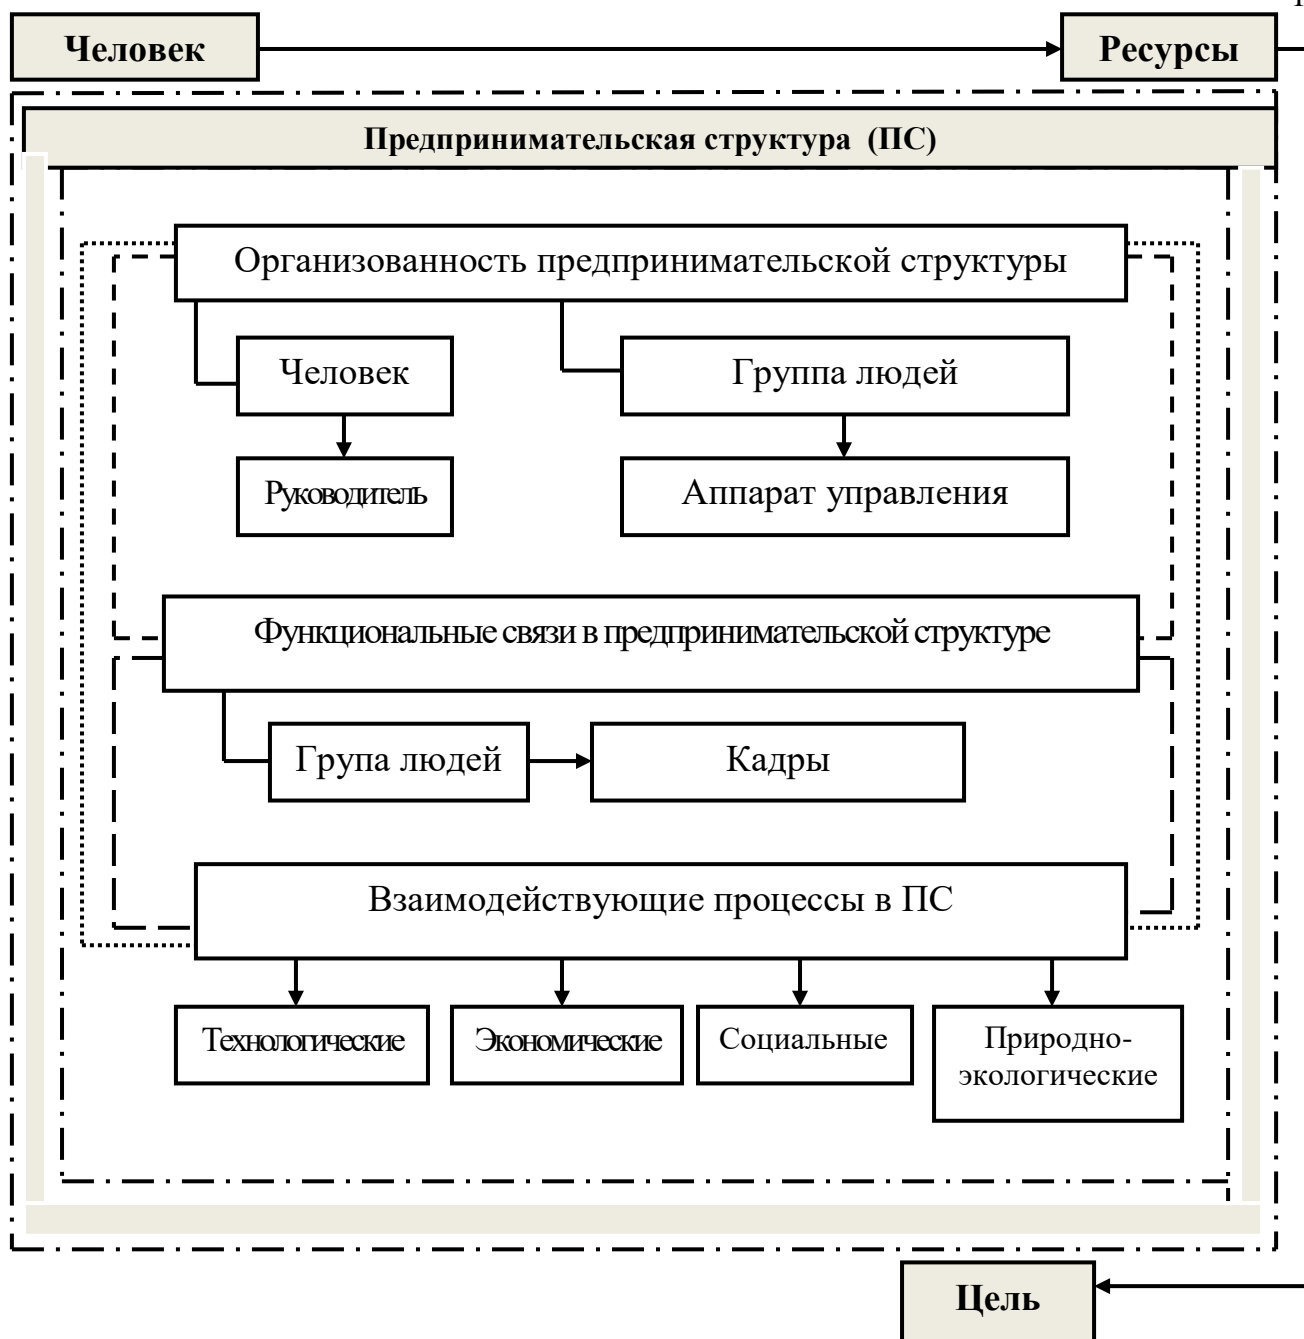 Человек
Ресурсы
Предпринимательская структура (ПС)
Организованность предпринимательской структуры
Человек
Группа людей
Руководитель
Аппарат управления
Функциональные связи в предпринимательской структуре
Група людей
Кадры
Взаимодействующие процессы в ПС
Технологические
Экономические
Социальные
Природно-
экологические
Цель